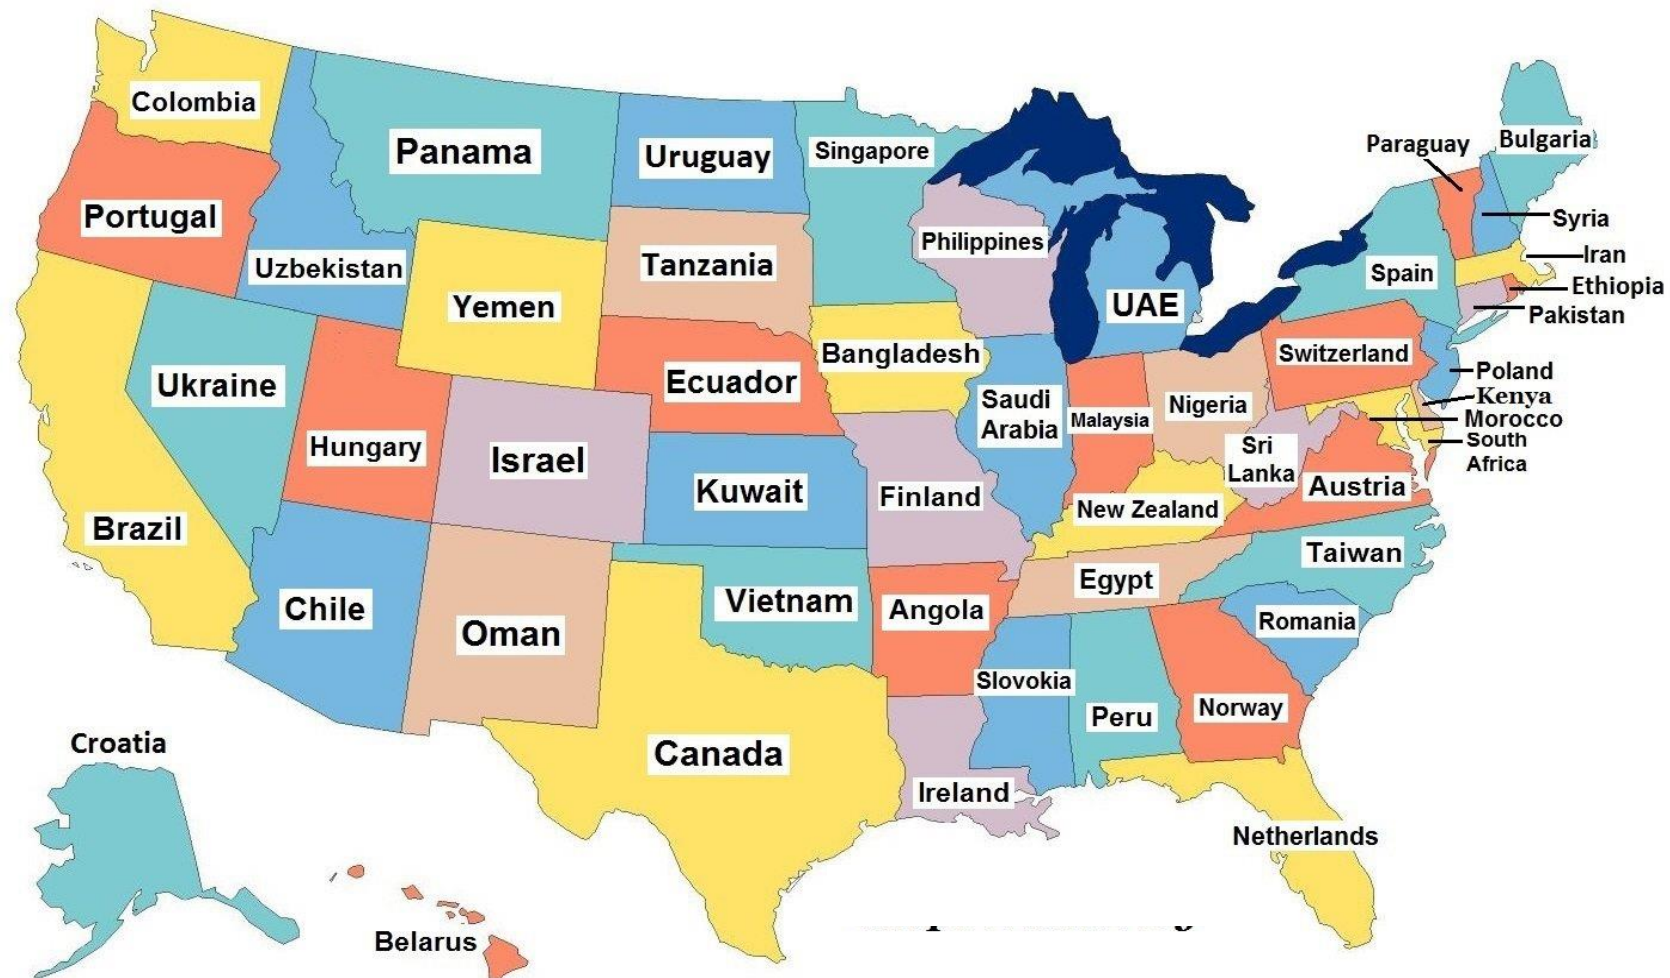 Colombia
Panama
Uruguay
Singapore
Paraguay
Bulgaria
Portugal
Uzbekistan
Yemen
Tanzania
Philippines
UAE
Spain
Syria
Iran
Ethiopia
Pakistan
Ukraine
Hungary
Israel
Ecuador
Bangladesh
Saudi
Arabia
Malaysia
Nigeria
Switzerland
Poland
Kenya
Morocco
South
Africa
Sri
Lanka
Austria
Brazil
Kuwait
Finland
New Zealand
Chile
Oman
Vietnam
Angola
Egypt
Taiwan
Romania
Slovokia
Peru
Norway
Canada
Ireland
Netherlands
Croatia
Belarus